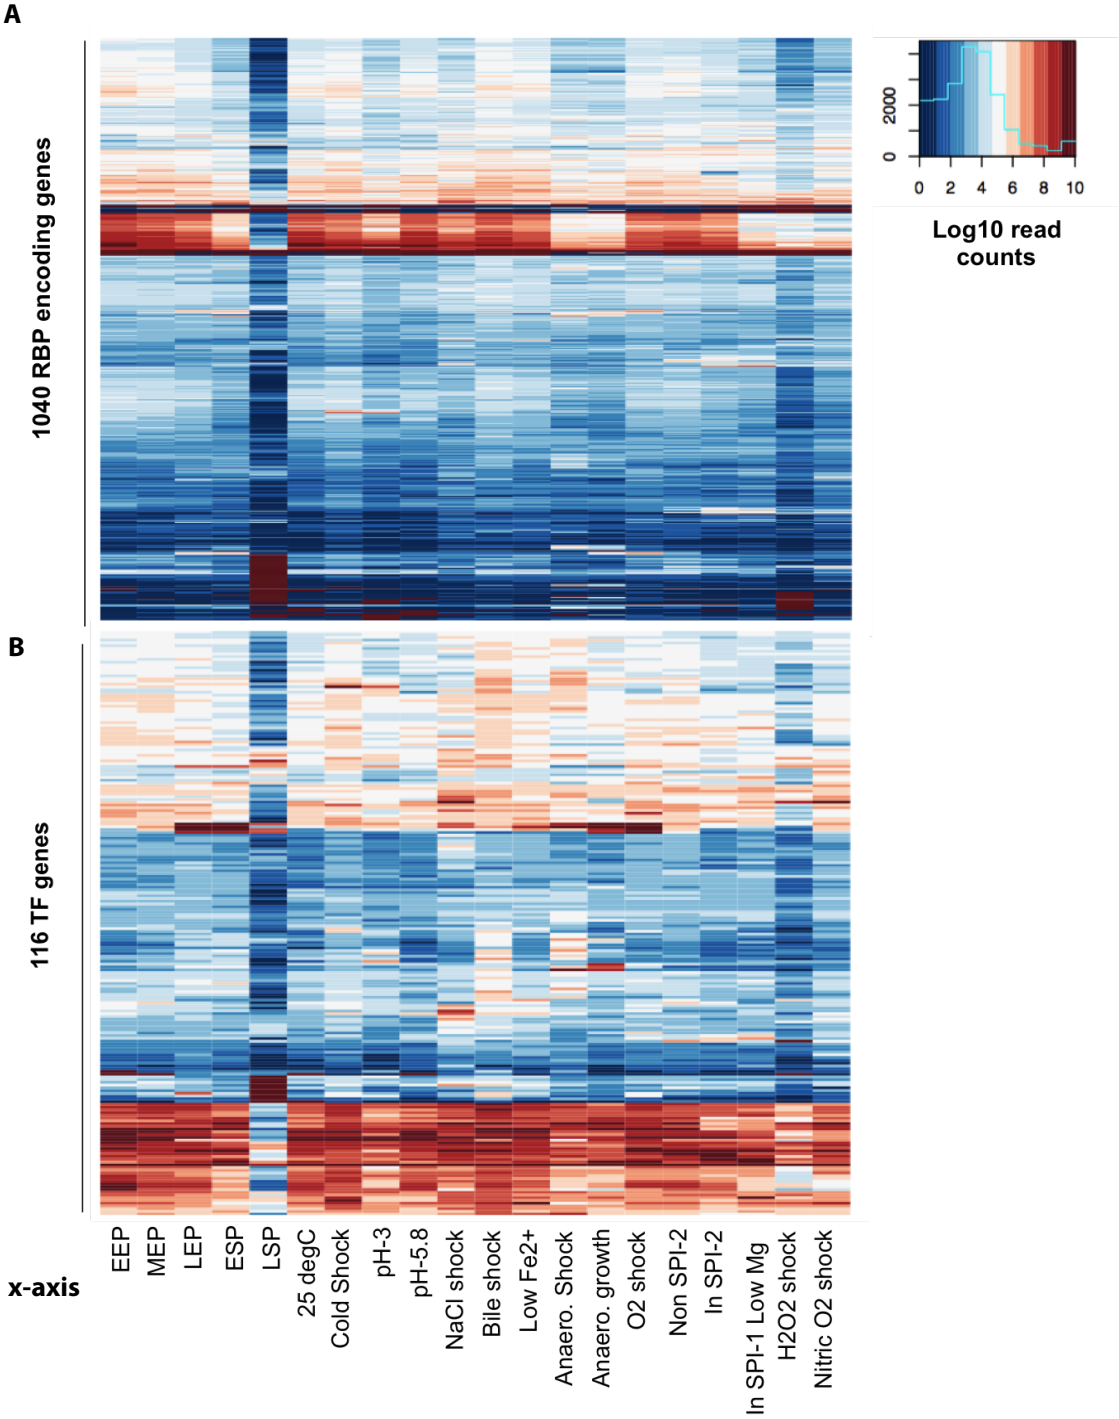 A
1040 RBP encoding genes
2000
0
0 2 4 6 8 10
Log10 read
counts
B
116 TF genes
x-axis
EEP
MEP
LEP
ESP
LSP
25 degC
Cold Shock
pH-3
pH-5.8
NaCl shock
Bile shock
Low Fe2+
Anaero. Shock
Anaero. growth
O2 shock
Non SPI-2
In SPI-2
In SPI-1 Low Mg
H2O2 shock
Nitric O2 shock